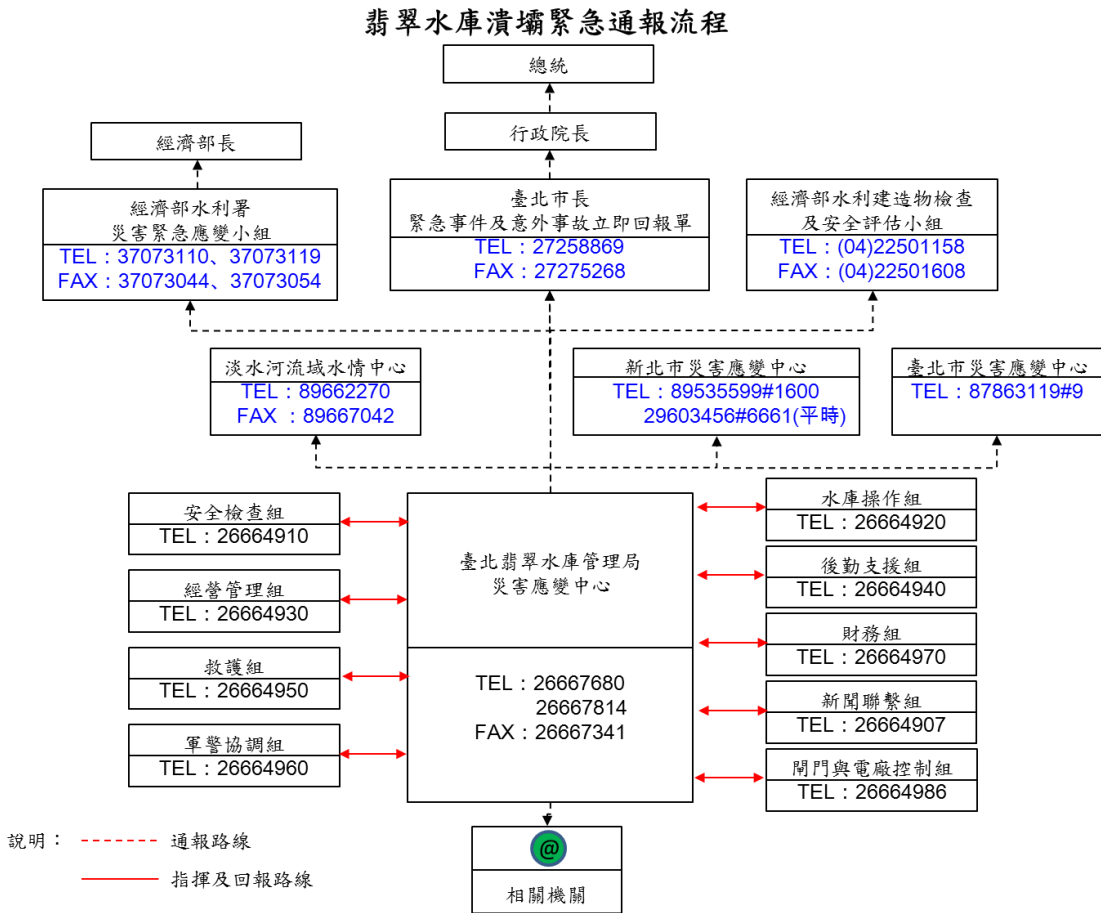 翡翠水庫潰壩緊急通報流程
總統
行政院長
經濟部長
經濟部水利署
災害緊急應變小組
TEL：37073110、37073119
FAX：37073044、37073054
臺北市長
緊急事件及意外事故立即回報單
TEL：27258869
FAX：27275268
經濟部水利建造物檢查
及安全評估小組
TEL：(04)22501158
FAX：(04)22501608
淡水河流域水情中心
TEL：89662270
FAX ：89667042
新北市災害應變中心
TEL：89535599#1600
29603456#6661(平時)
臺北市災害應變中心
TEL：87863119#9
安全檢查組
TEL：26664910
經營管理組
TEL：26664930
救護組
TEL：26664950
軍警協調組
TEL：26664960
臺北翡翠水庫管理局
災害應變中心
TEL：26667680
26667814
FAX：26667341
水庫操作組
TEL：26664920
後勤支援組
TEL：26664940
財務組
TEL：26664970
新聞聯繫組
TEL：26664907
閘門與電廠控制組
TEL：26664986
@
相關機關
說明：
通報路線
指揮及回報路線